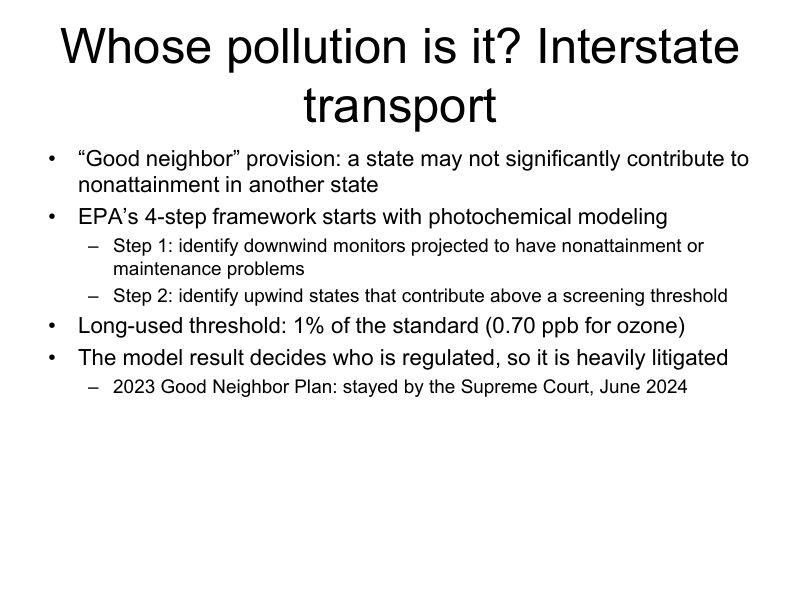 Whose pollution is it? Interstate
transport
• “Good neighbor” provision: a state may not significantly contribute to
nonattainment in another state
• EPA’s 4-step framework starts with photochemical modeling
– Step 1: identify downwind monitors projected to have nonattainment or
maintenance problems
– Step 2: identify upwind states that contribute above a screening threshold
• Long-used threshold: 1% of the standard (0.70 ppb for ozone)
• The model result decides who is regulated, so it is heavily litigated
– 2023 Good Neighbor Plan: stayed by the Supreme Court, June 2024